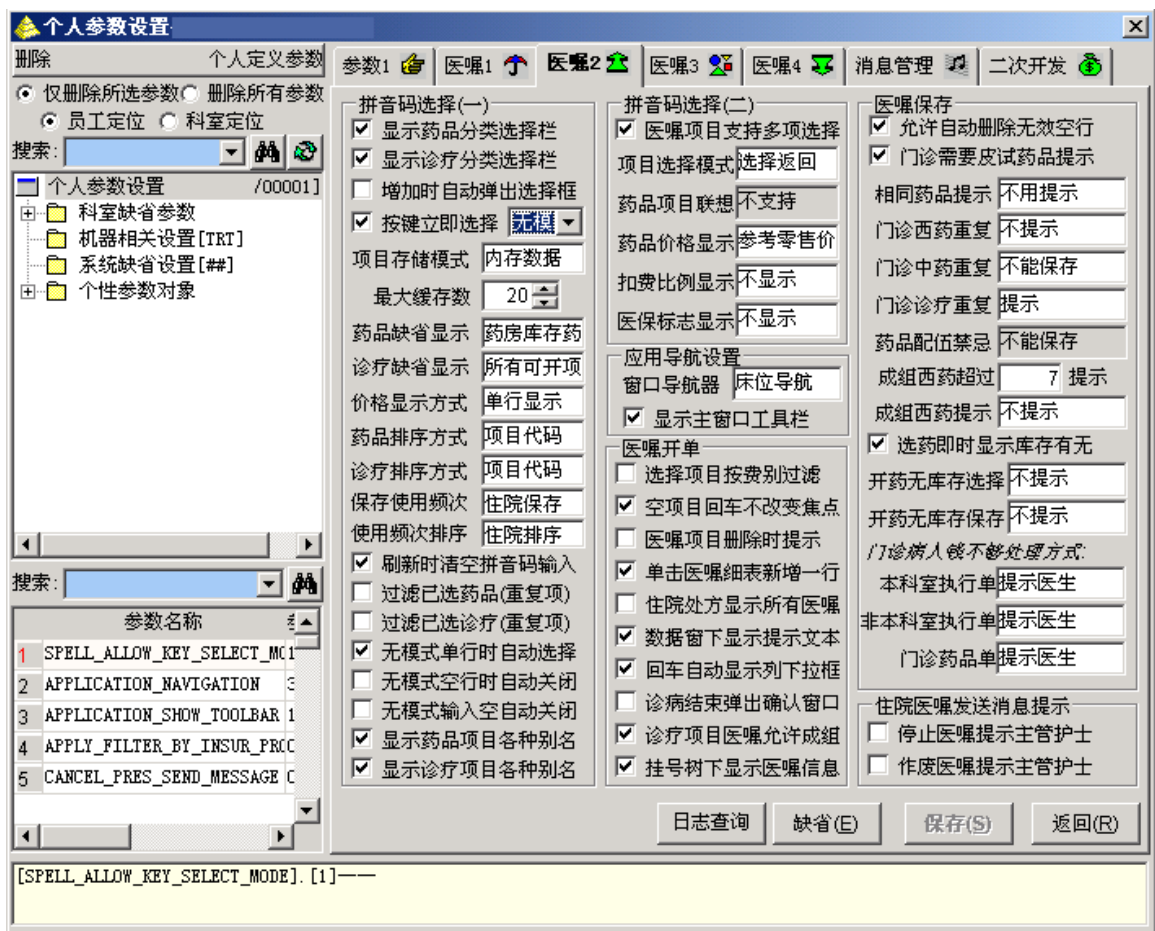 个人参数设置
删除 个人定义参数
仅删除所选参数 删除所有参数
员工定位 科室定位
搜索:
个人参数设置 /00001]
科室缺省参数
机器相关设置[TRT]
系统缺省设置[##]
个性参数对象
搜索:
参数名称
1 SPELL_ALLOW_KEY_SELECT_MO 1
2 APPLICATION_NAVIGATION 3
3 APPLICATION_SHOW_TOOLBAR 1
4 APPLY_FILTER_BY_INSUR_PRO 0
5 CANCEL_PRES_SEND_MESSAGE 0
参数1 医嘱1 医嘱2 医嘱3 医嘱4 消息管理 二次开发
拼音码选择(一)
显示药品分类选择栏
显示诊疗分类选择栏
增加时自动弹出选择框
按键立即选择 无模
项目存储模式 内存数据
最大缓存数 20
药品缺省显示 药房库存药
诊疗缺省显示 所有可开项
价格显示方式 单行显示
药品排序方式 项目代码
诊疗排序方式 项目代码
保存使用频次 住院保存
使用频次排序 住院排序
刷新时清空拼音码输入
过滤已选药品(重复项)
过滤已选诊疗(重复项)
无模式单行时自动选择
无模式空行时自动关闭
无模式输入空自动关闭
显示药品项目各种别名
显示诊疗项目各种别名
拼音码选择(二)
医嘱项目支持多项选择
项目选择模式 选择返回
药品项目联想 不支持
药品价格显示 参考零售价
扣费比例显示 不显示
医保标志显示 不显示
应用导航设置
窗口导航器 床位导航
显示主窗口工具栏
医嘱开单
选择项目按费别过滤
空项目回车不改变焦点
医嘱项目删除时提示
单击医嘱细表新增一行
住院处方显示所有医嘱
数据窗下显示提示文本
回车自动显示列下拉框
诊病结束弹出确认窗口
诊疗项目医嘱允许成组
挂号树下显示医嘱信息
医嘱保存
允许自动删除无效空行
门诊需要皮试药品提示
相同药品提示 不用提示
门诊西药重复 不提示
门诊中药重复 不能保存
门诊诊疗重复 提示
药品配伍禁忌 不能保存
成组西药超过 7 提示
成组西药提示 不提示
选药即时显示库存有无
开药无库存选择 不提示
开药无库存保存 不提示
门诊病人钱不够处理方式:
本科室执行单 提示医生
非本科室执行单 提示医生
门诊药品单 提示医生
住院医嘱发送消息提示
停止医嘱提示主管护士
作废医嘱提示主管护士
日志查询 缺省(E) 保存(S) 返回(R)
[SPELL_ALLOW_KEY_SELECT_MODE].[1]——